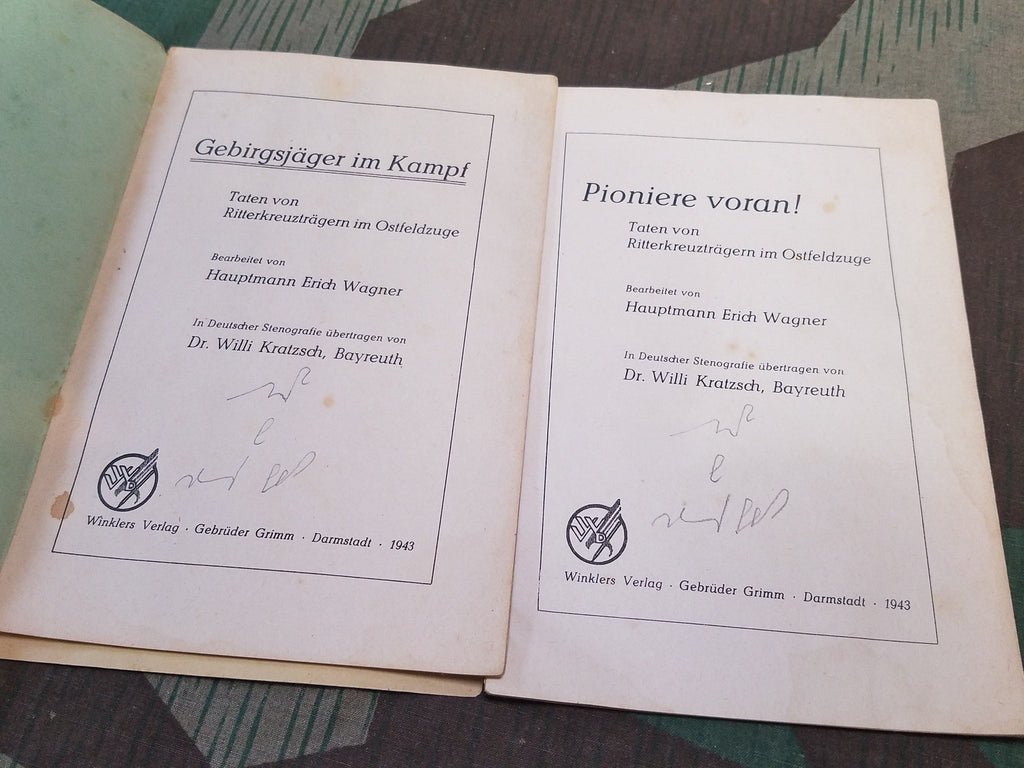 Gebirgsjäger im Kampf
Taten von
Ritterkreuzträgern im Ostfeldzuge
Bearbeitet von
Hauptmann Erich Wagner
In Deutscher Stenografie übertragen von
Dr. Willi Kratzsch, Bayreuth
Winklers Verlag · Gebrüder Grimm · Darmstadt · 1943
Pioniere voran!
Taten von
Ritterkreuzträgern im Ostfeldzuge
Bearbeitet von
Hauptmann Erich Wagner
In Deutscher Stenografie übertragen von
Dr. Willi Kratzsch, Bayreuth
Winklers Verlag · Gebrüder Grimm · Darmstadt · 1943